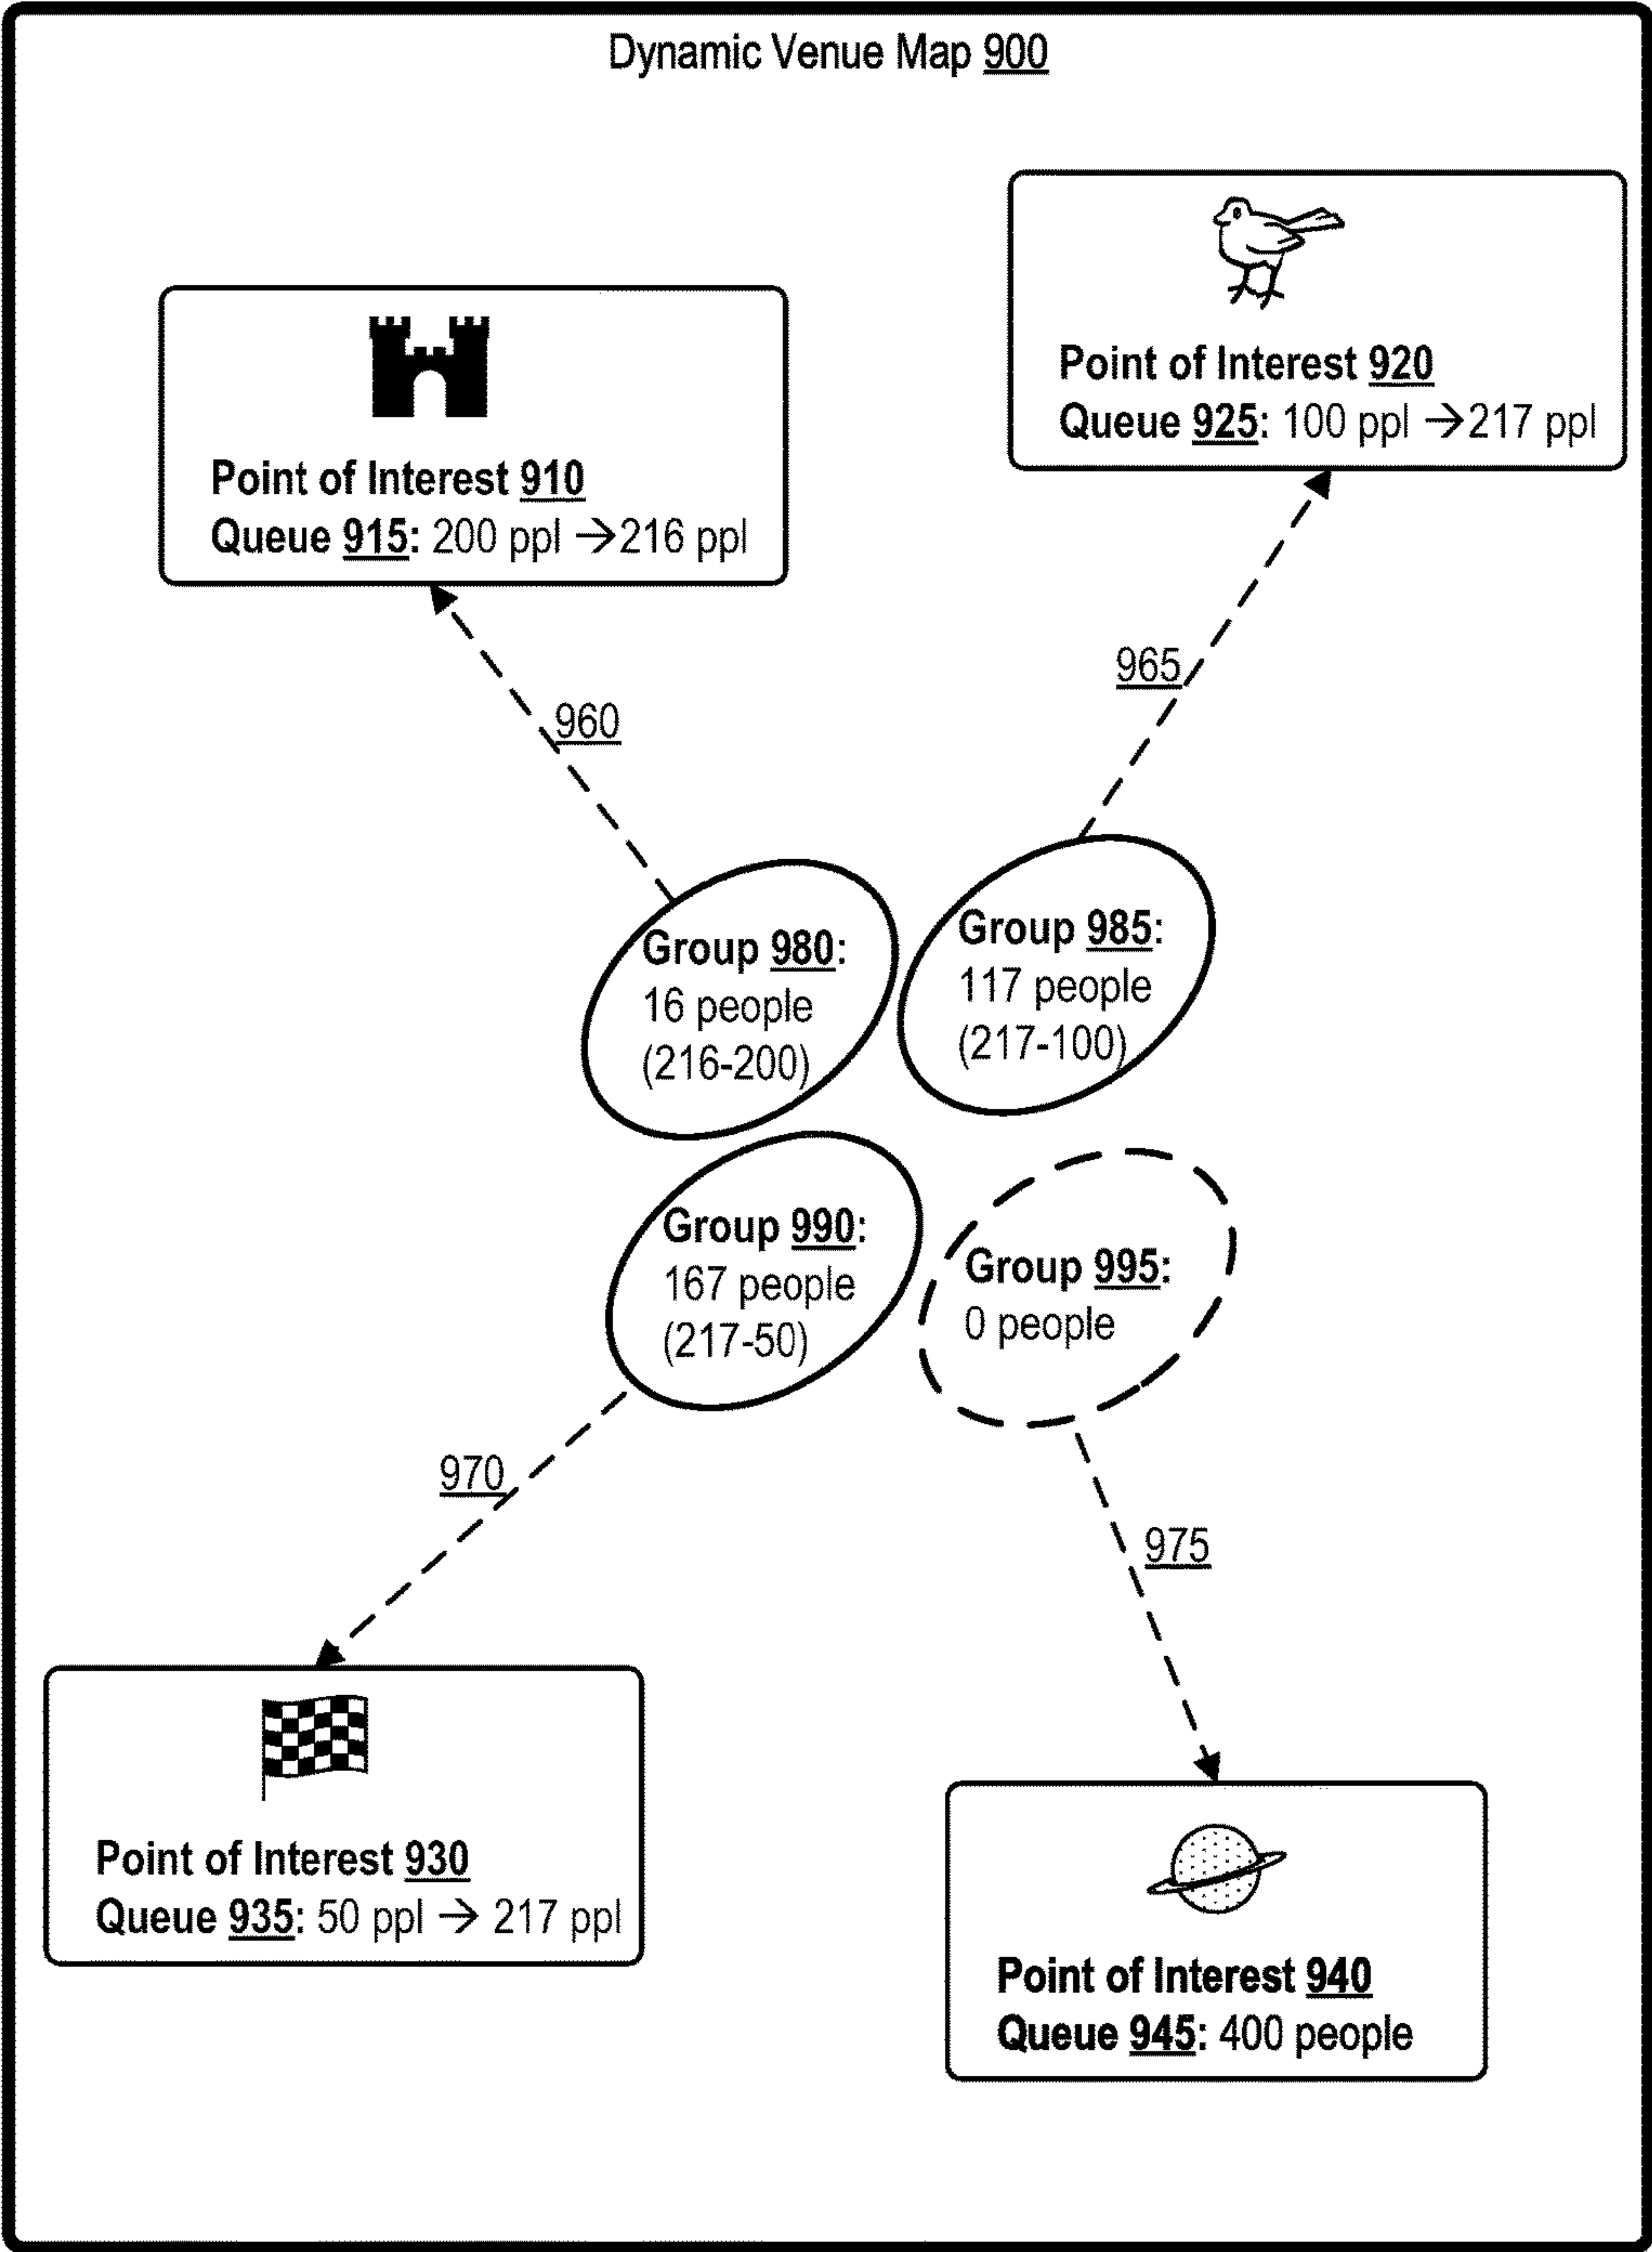 Dynamic Venue Map 900
Point of Interest 920
Queue 925: 100 ppl →217 ppl
Point of Interest 910
Queue 915: 200 ppl →216 ppl
965
960
Group 980:
16 people
(216-200)
Group 985:
117 people
(217-100)
Group 990:
167 people
(217-50)
Group 995:
0 people
970
975
Point of Interest 930
Queue 935: 50 ppl → 217 ppl
Point of Interest 940
Queue 945: 400 people